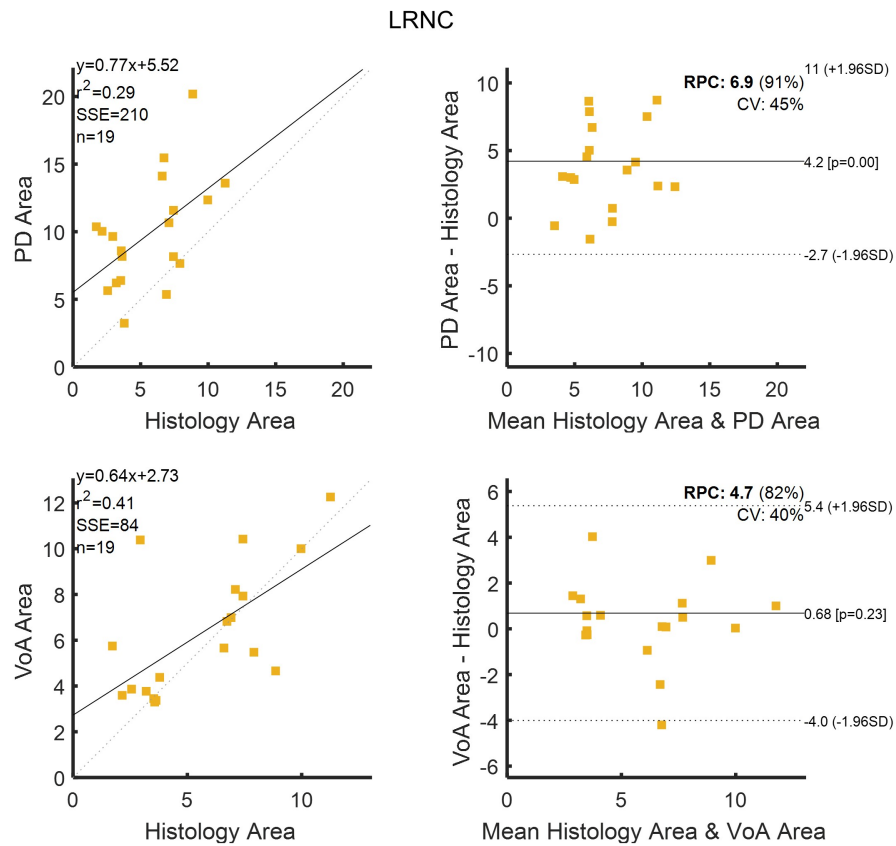 LRNC
y=0.77x+5.52
r2=0.29
SSE=210
n=19
PD Area
20
15
10
5
0
0 5 10 15 20
Histology Area
11 (+1.96SD)
RPC: 6.9 (91%)
CV: 45%
4.2 [p=0.00]
-2.7 (-1.96SD)
PD Area - Histology Area
10
5
0
-5
-10
0 5 10 15 20
Mean Histology Area & PD Area
y=0.64x+2.73
r2=0.41
SSE=84
n=19
VoA Area
12
10
8
6
4
2
0
0 5 10
Histology Area
RPC: 4.7 (82%)
5.4 (+1.96SD)
CV: 40%
0.68 [p=0.23]
-4.0 (-1.96SD)
VoA Area - Histology Area
6
4
2
0
-2
-4
-6
0 5 10
Mean Histology Area & VoA Area